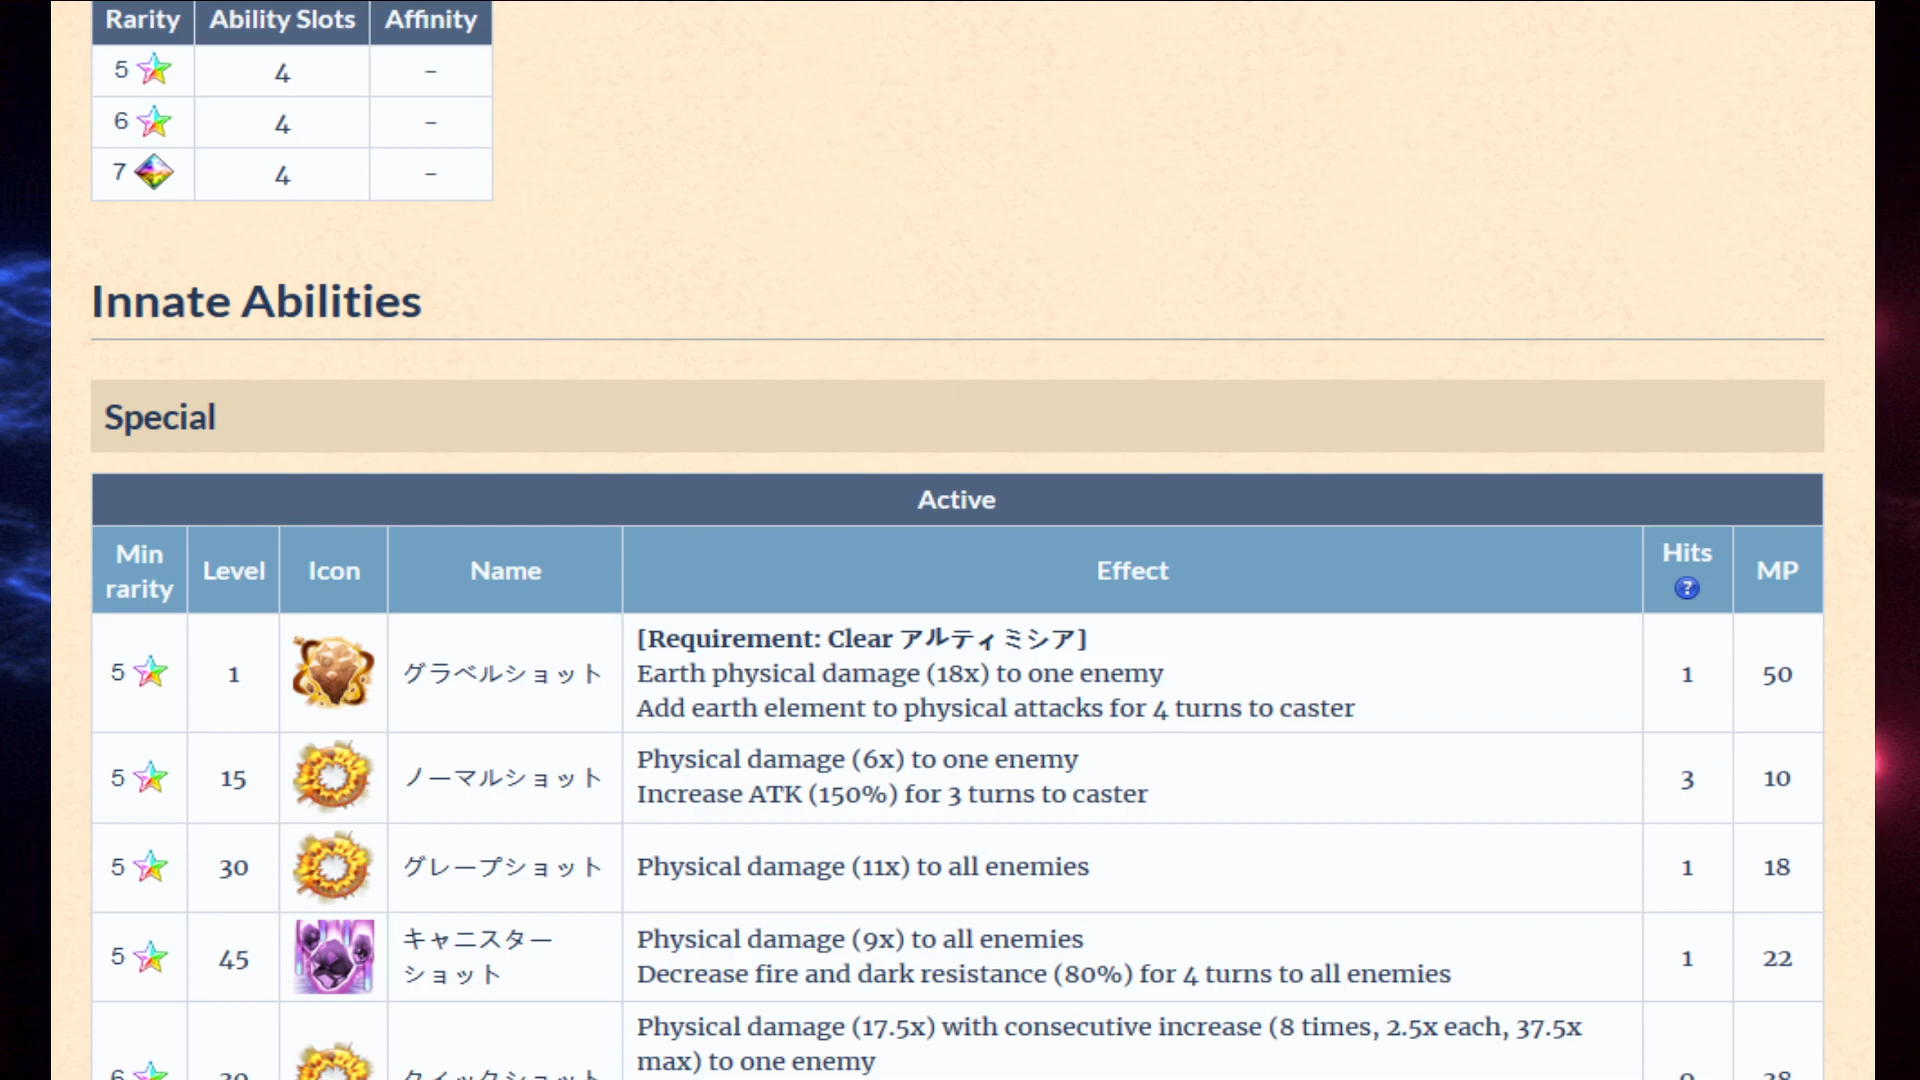 Rarity Ability Slots Affinity
5 4 –
6 4 –
7 4 –
Innate Abilities
Special
Active
Min rarity Level Icon Name Effect Hits ? MP
[Requirement: Clear アルティミシア]
5 1 グラベルショット Earth physical damage (18x) to one enemy 1 50
Add earth element to physical attacks for 4 turns to caster
Physical damage (6x) to one enemy
5 15 ノーマルショット 3 10
Increase ATK (150%) for 3 turns to caster
5 30 グレープショット Physical damage (11x) to all enemies 1 18
キャニスター Physical damage (9x) to all enemies
5 45 1 22
ショット Decrease fire and dark resistance (80%) for 4 turns to all enemies
Physical damage (17.5x) with consecutive increase (8 times, 2.5x each, 37.5x
max) to one enemy
クイックショット